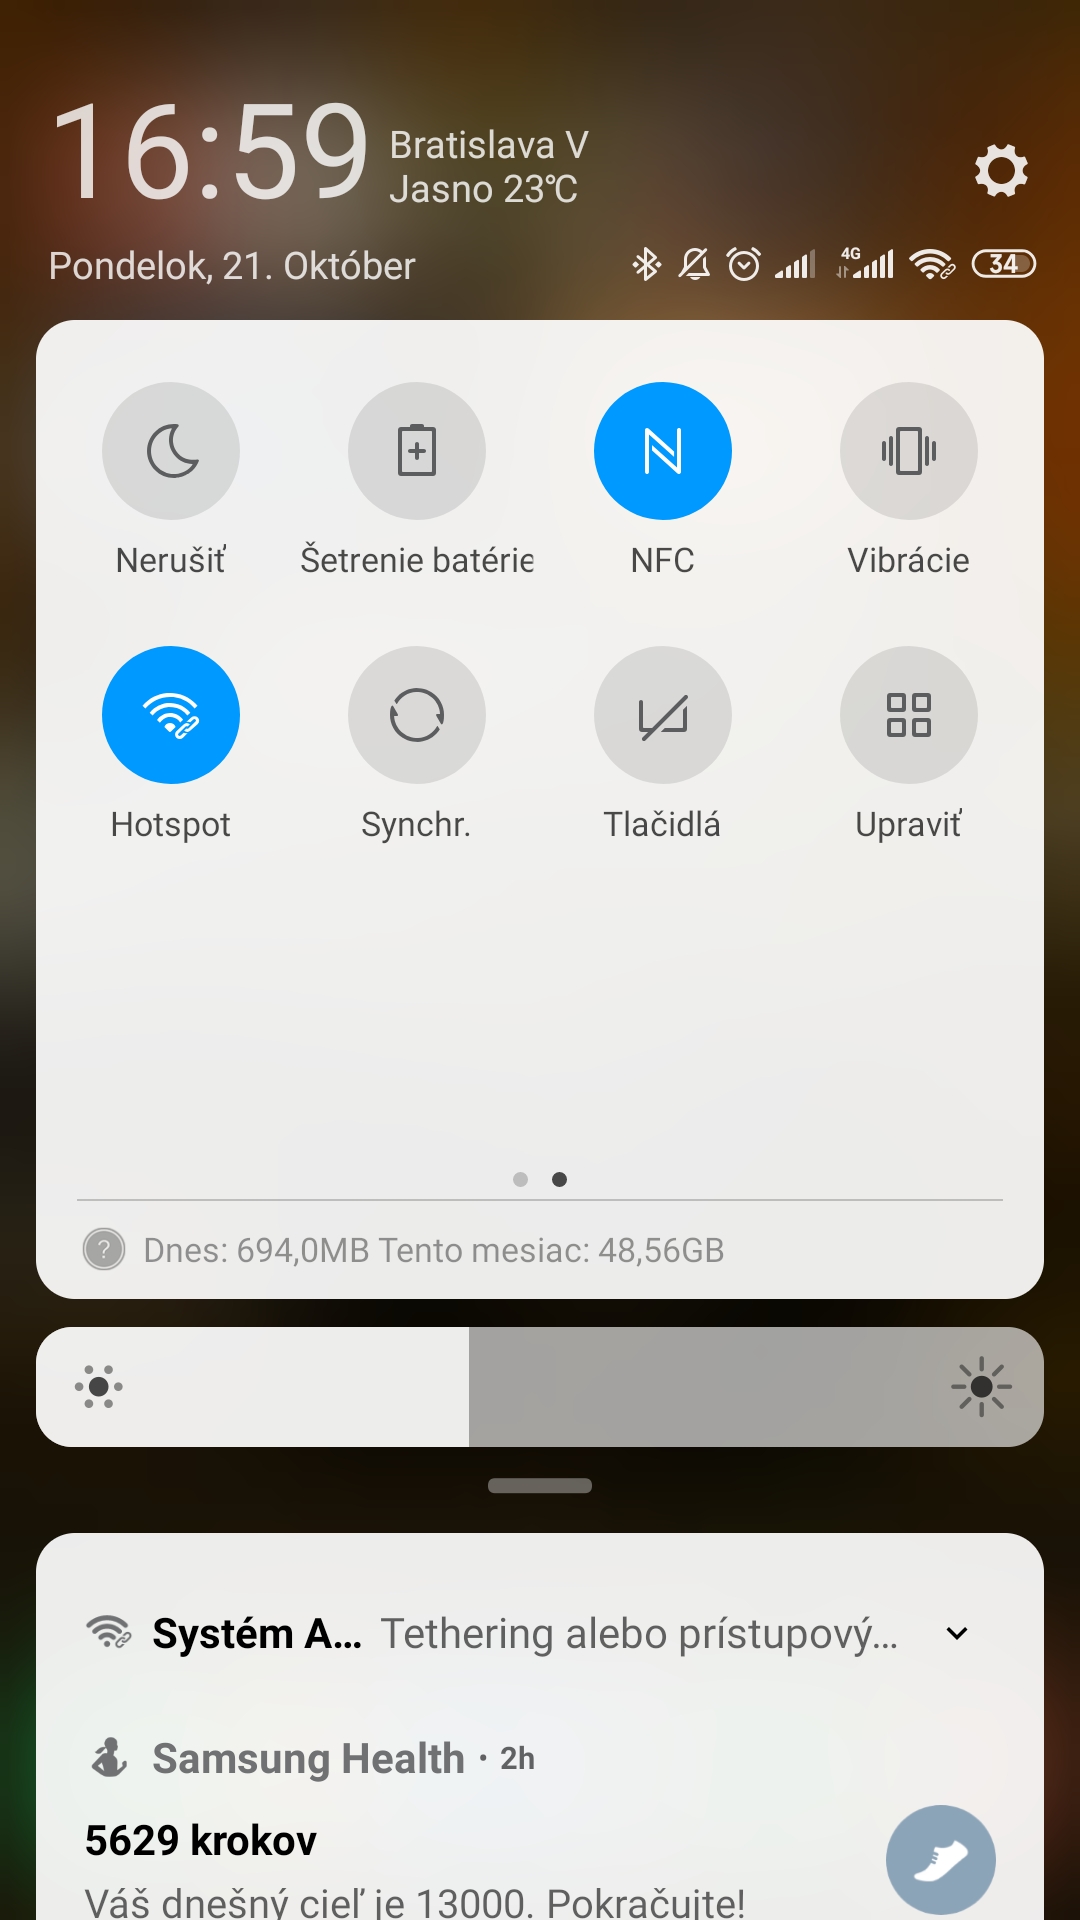 16:59
Bratislava V
Jasno 23℃
Pondelok, 21. Október
4G
34
Nerušiť
Šetrenie batérie
NFC
Vibrácie
Hotspot
Synchr.
Tlačidlá
Upraviť
? Dnes: 694,0MB Tento mesiac: 48,56GB
Systém A... Tethering alebo prístupový...
Samsung Health · 2h
5629 krokov
Váš dnešný cieľ je 13000. Pokračujte!